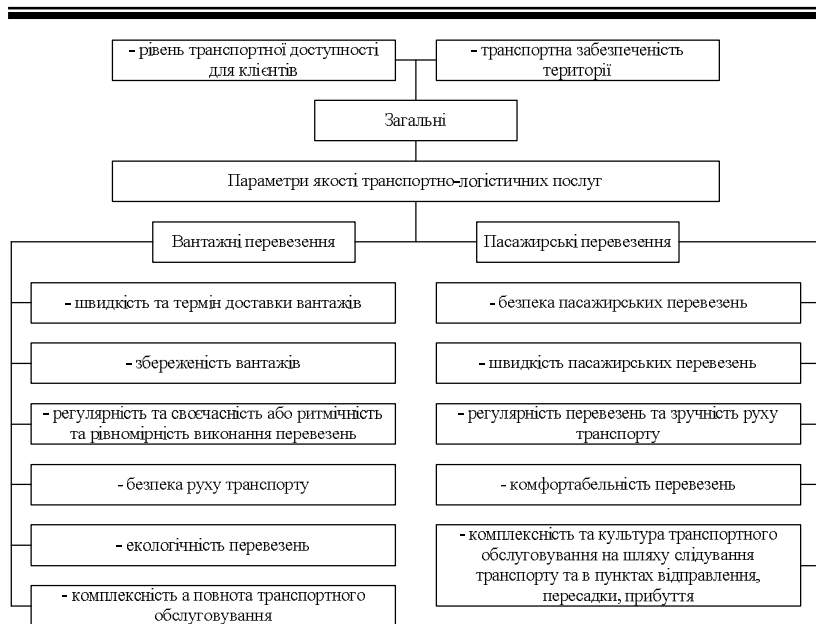 - рівень транспортної доступності
для клієнтів
- транспортна забезпеченість
території
Загальні
Параметри якості транспортно-логістичних послуг
Вантажні перевезення
Пасажирські перевезення
- швидкість та термін доставки вантажів
- збереженість вантажів
- регулярність та своєчасність або ритмічність
та рівномірність виконання перевезень
- безпека руху транспорту
- екологічність перевезень
- комплексність а повнота транспортного
обслуговування
- безпека пасажирських перевезень
- швидкість пасажирських перевезень
- регулярність перевезень та зручність руху
транспорту
- комфортабельність перевезень
- комплексність та культура транспортного
обслуговування на шляху слідування
транспорту та в пунктах відправлення,
пересадки, прибуття